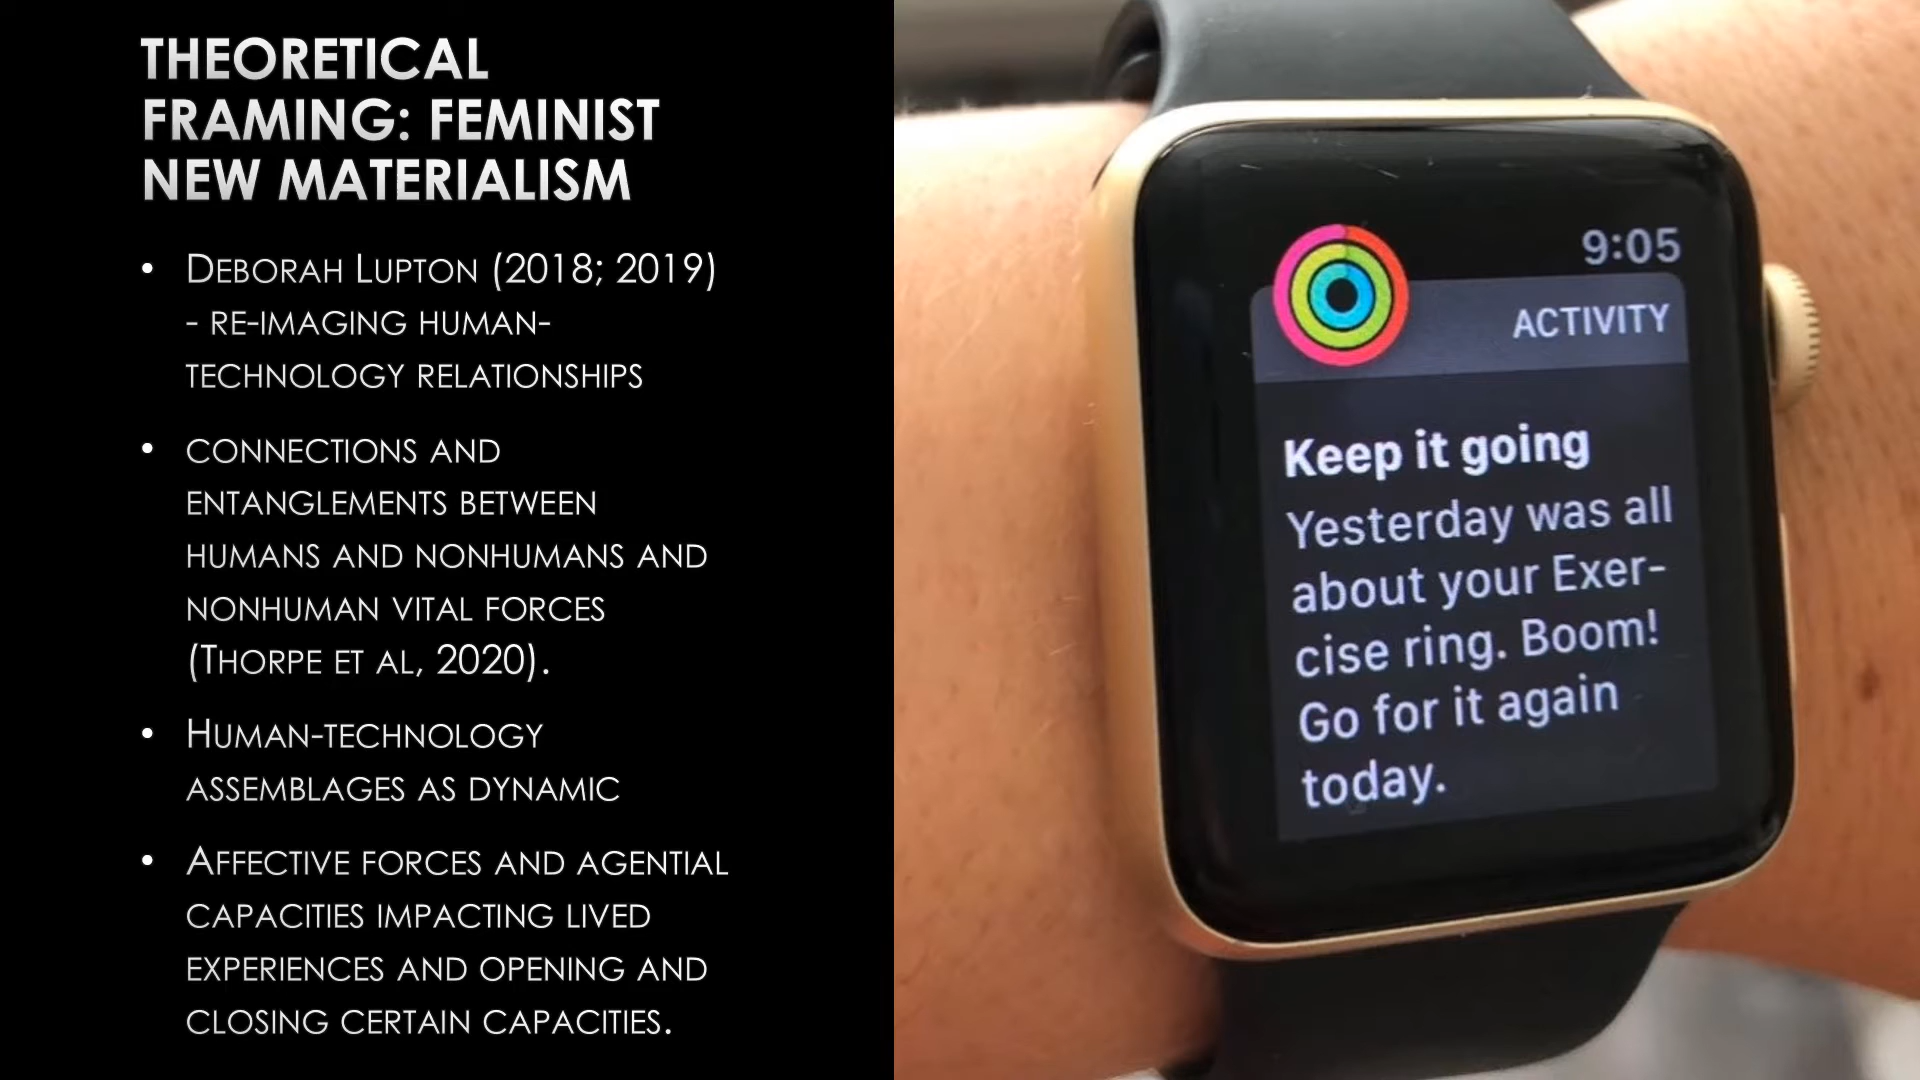 THEORETICAL
FRAMING: FEMINIST
NEW MATERIALISM
• DEBORAH LUPTON (2018; 2019)
- RE-IMAGING HUMAN-
TECHNOLOGY RELATIONSHIPS
• CONNECTIONS AND
ENTANGLEMENTS BETWEEN
HUMANS AND NONHUMANS AND
NONHUMAN VITAL FORCES
(THORPE ET AL, 2020).
• HUMAN-TECHNOLOGY
ASSEMBLAGES AS DYNAMIC
• AFFECTIVE FORCES AND AGENTIAL
CAPACITIES IMPACTING LIVED
EXPERIENCES AND OPENING AND
CLOSING CERTAIN CAPACITIES.
9:05
ACTIVITY
Keep it going
Yesterday was all
about your Exer-
cise ring. Boom!
Go for it again
today.